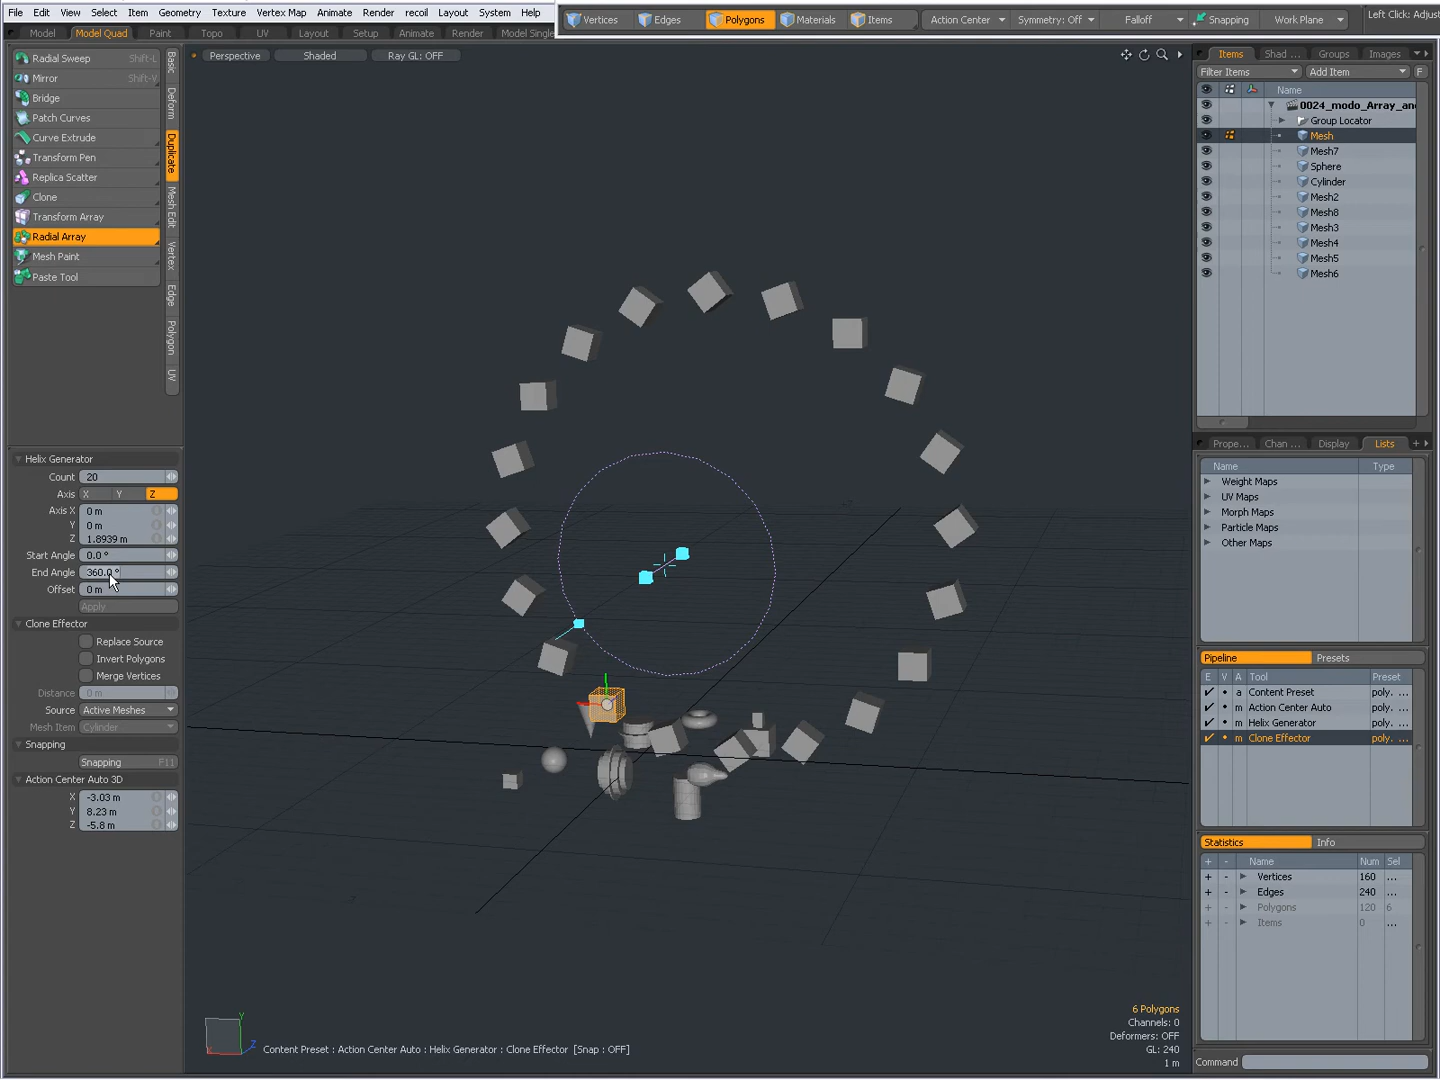 File Edit View Select Item Geometry Texture Vertex Map Animate Render recoil Layout System Help
Vertices Edges Polygons Materials Items Action Center Symmetry: Off Falloff Snapping Work Plane Left Click: Adjus
Model Model Quad Paint Topo UV Layout Setup Animate Render Model Single
Radial Sweep Shift-L
Mirror Shift-V
Bridge
Patch Curves
Curve Extrude
Transform Pen
Replica Scatter
Clone
Transform Array
Radial Array
Mesh Paint
Paste Tool
Basic
Deform
Duplicate
Mesh Edit
Vertex
Edge
Polygon
UV
Perspective Shaded Ray GL: OFF
Items Shad ... Groups Images
Filter Items Add Item F
Name
0024_modo_Array_an
Group Locator
Mesh
Mesh7
Sphere
Cylinder
Mesh2
Mesh8
Mesh3
Mesh4
Mesh5
Mesh6
Helix Generator
Count 20
Axis X Y Z
Axis X 0 m
Y 0 m
Z 1.8939 m
Start Angle 0.0 °
End Angle 360.0 °
Offset 0 m
Apply
Clone Effector
Replace Source
Invert Polygons
Merge Vertices
Distance 0 m
Source Active Meshes
Mesh Item Cylinder
Snapping
Snapping F11
Action Center Auto 3D
X -3.03 m
Y 8.23 m
Z -5.8 m
Prope... Chan ... Display Lists +
Name Type
Weight Maps
UV Maps
Morph Maps
Particle Maps
Other Maps
Pipeline Presets
E V A Tool Preset
a Content Preset poly. ...
m Action Center Auto poly. ...
m Helix Generator poly. ...
m Clone Effector poly. ...
Statistics Info
+ - Name Num Sel
+ - Vertices 160 ...
+ - Edges 240 ...
+ - Polygons 120 6
+ - Items 0 ...
6 Polygons
Channels: 0
Deformers: OFF
GL: 240
1 m
Y
Z
Content Preset : Action Center Auto : Helix Generator : Clone Effector [Snap : OFF]
Command